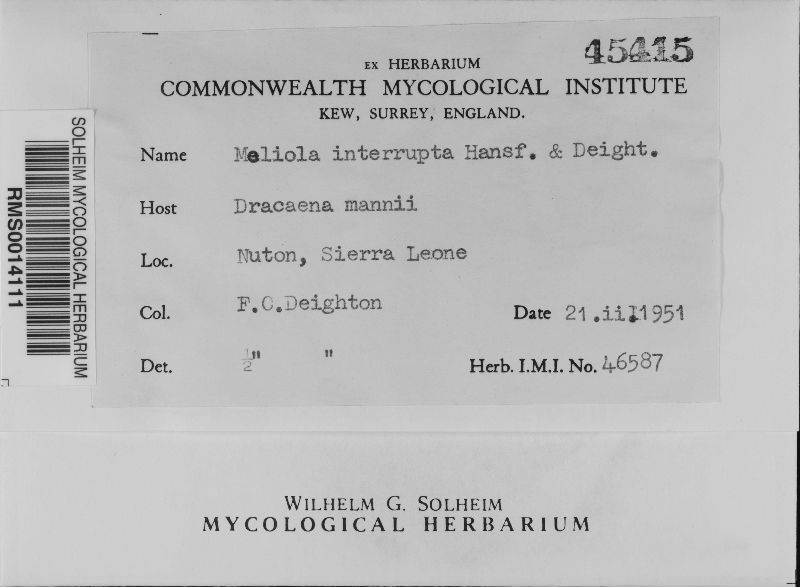 45415
EX HERBARIUM
COMMONWEALTH MYCOLOGICAL INSTITUTE
KEW, SURREY, ENGLAND.
Name Meliola interrupta Hansf. & Deight.
Host Dracaena mannii
Loc. Nuton, Sierra Leone
Col. F.C.Deighton Date 21.iii.1951
Det. " "
Herb. I.M.I. No. 46587
SOLHEIM MYCOLOGICAL HERBARIUM
RMS0014111
WILHELM G. SOLHEIM
MYCOLOGICAL HERBARIUM